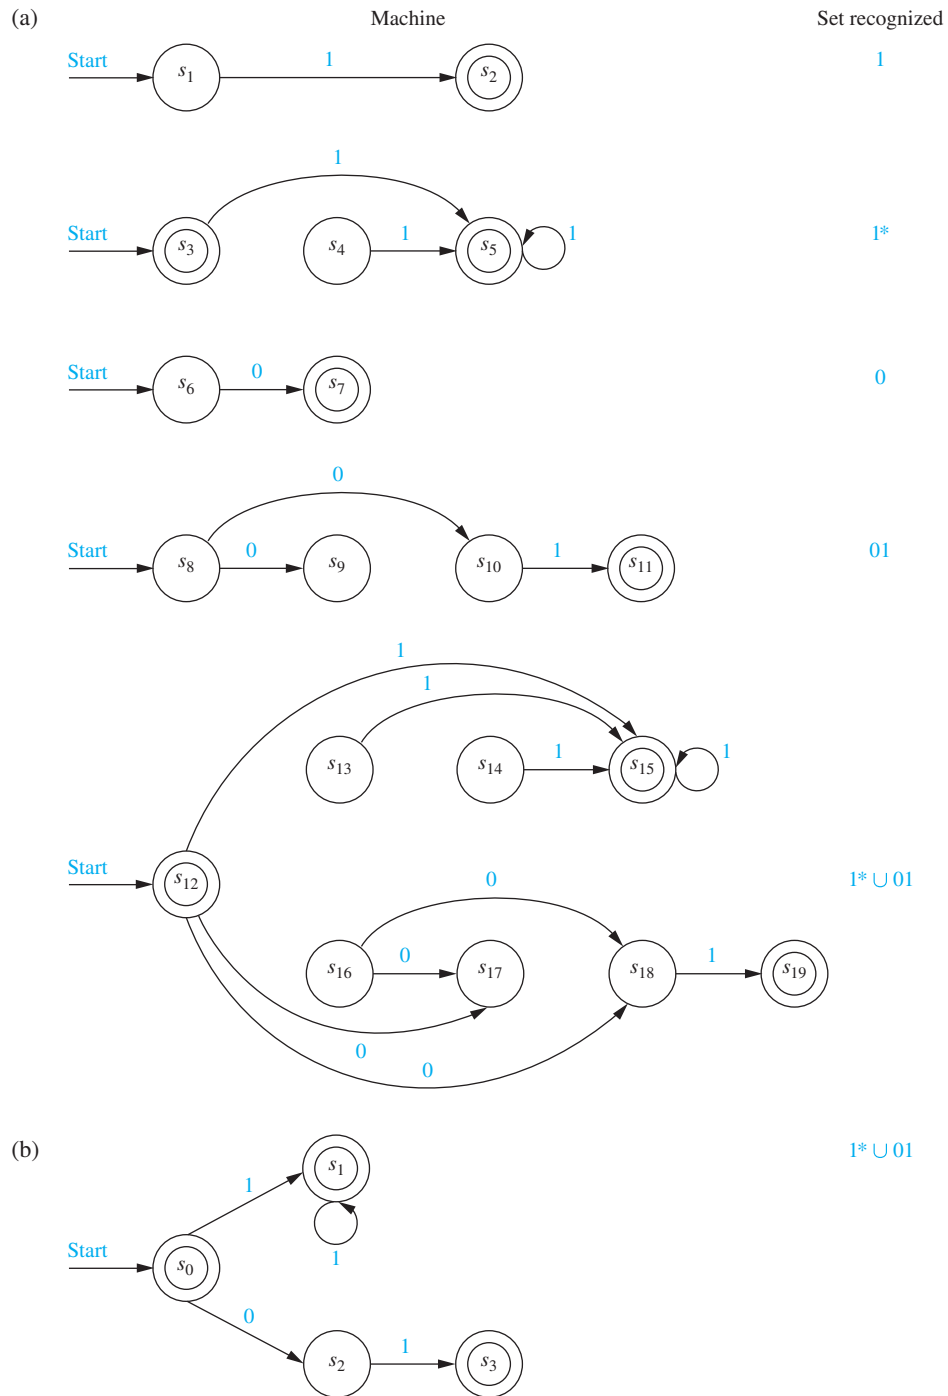 (a) Machine Set recognized
Start s1 1 s2 1
1
Start s3 s4 1 s5 1 1*
Start s6 0 s7 0
0
Start s8 0 s9 s10 1 s11 01
1
1
s13 s14 1 s15 1
Start s12 1* ∪ 01
0
s16 0 s17 s18 1 s19
0
0
(b) 1* ∪ 01
s1
1
Start s0 1
0
s2 1 s3